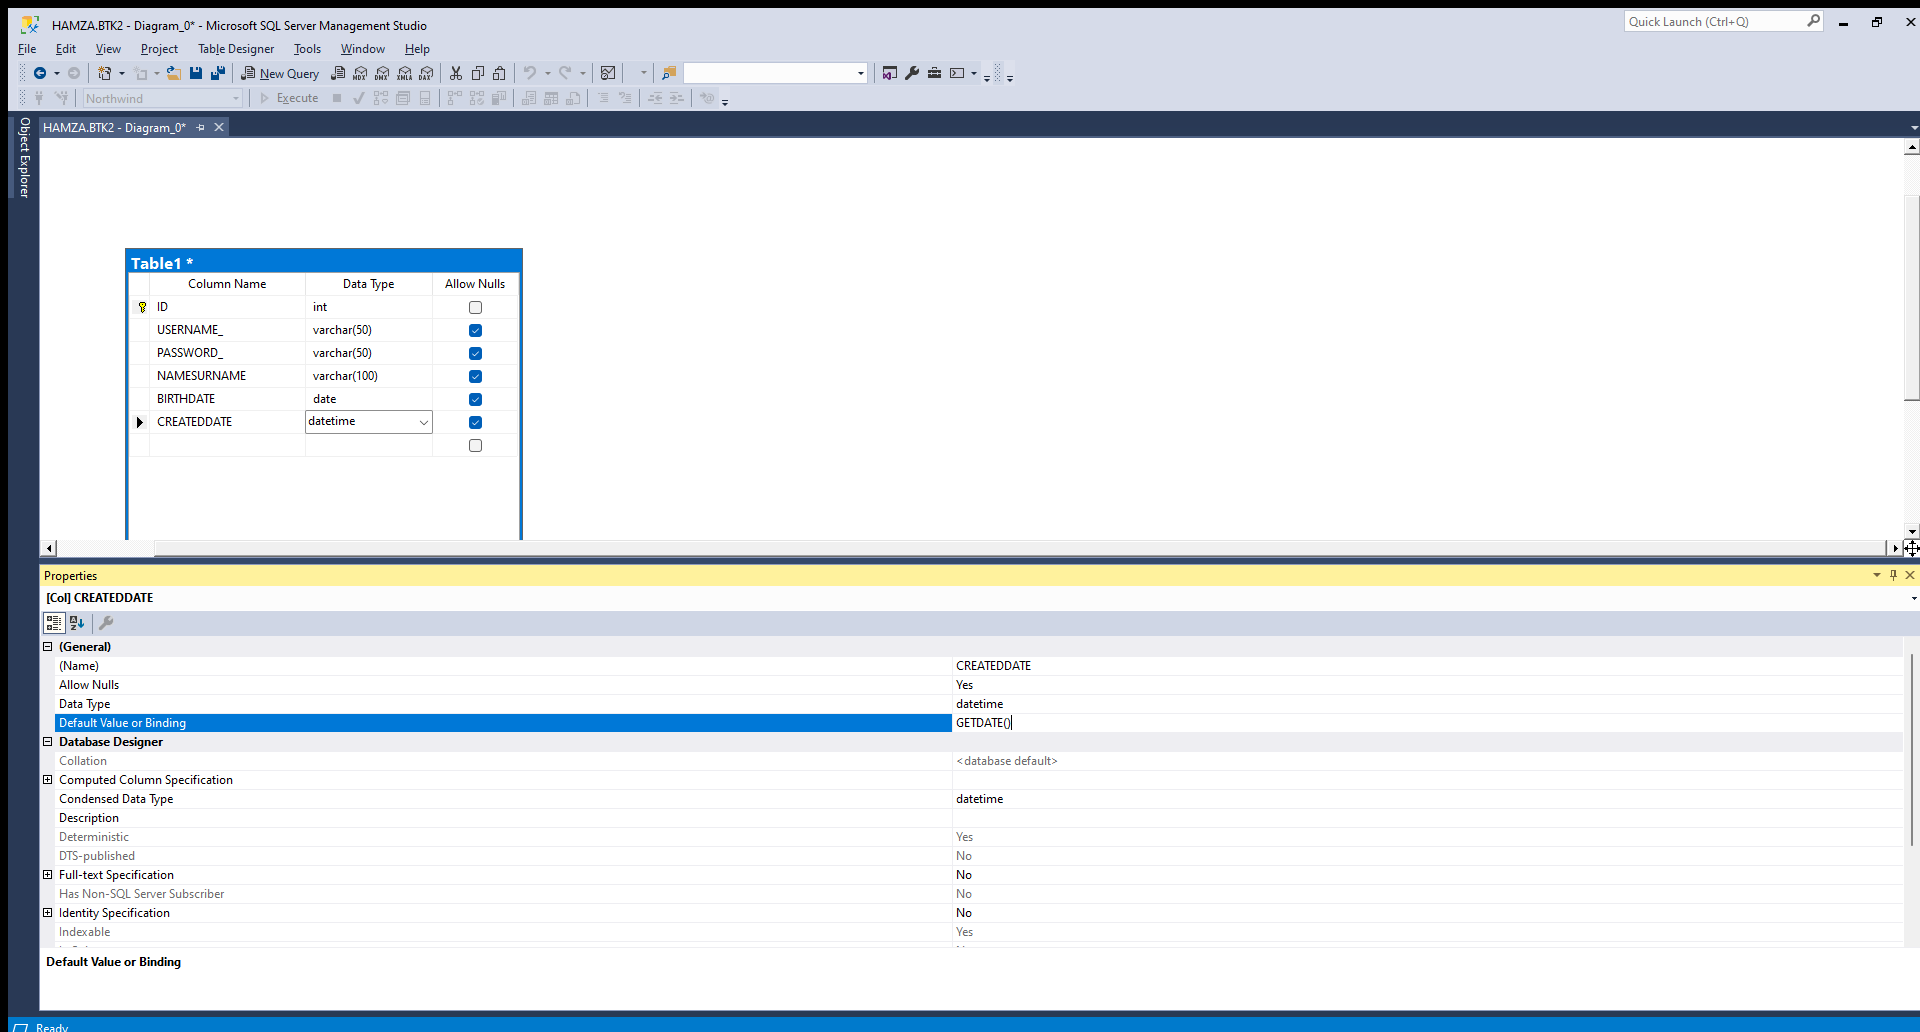 HAMZA.BTK2 - Diagram_0* - Microsoft SQL Server Management Studio
Quick Launch (Ctrl+Q)
File Edit View Project Table Designer Tools Window Help
New Query MDX DMX XMLA DAX
Northwind Execute
Object Explorer
HAMZA.BTK2 - Diagram_0*
Table1 *
Column Name Data Type Allow Nulls
ID int
USERNAME_ varchar(50)
PASSWORD_ varchar(50)
NAMESURNAME varchar(100)
BIRTHDATE date
CREATEDDATE datetime
Properties
[Col] CREATEDDATE
(General)
(Name) CREATEDDATE
Allow Nulls Yes
Data Type datetime
Default Value or Binding GETDATE()
Database Designer
Collation <database default>
Computed Column Specification
Condensed Data Type datetime
Description
Deterministic Yes
DTS-published No
Full-text Specification No
Has Non-SQL Server Subscriber No
Identity Specification No
Indexable Yes
Default Value or Binding
Ready